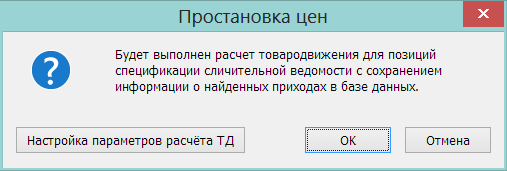 Простановка цен
Будет выполнен расчет товародвижения для позиций
спецификации сличительной ведомости с сохранением
информации о найденных приходах в базе данных.
Настройка параметров расчёта ТД
OK
Отмена